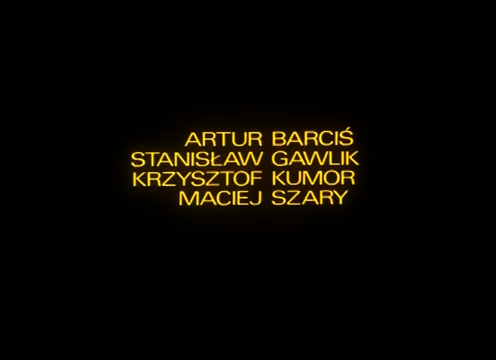 ARTUR BARCIŚ
STANISŁAW GAWLIK
KRZYSZTOF KUMOR
MACIEJ SZARY